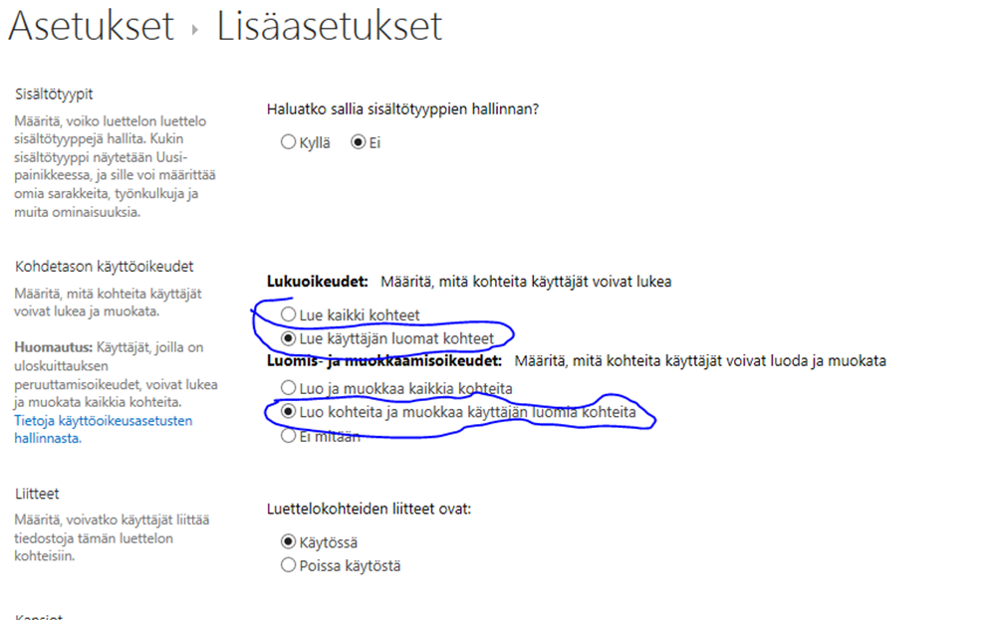 Asetukset ▸ Lisäasetukset
Sisältötyypit
Määritä, voiko luettelon luettelo
sisältötyyppejä hallita. Kukin
sisältötyyppi näytetään Uusi-
painikkeessa, ja sille voi määrittää
omia sarakkeita, työnkulkuja ja
muita ominaisuuksia.
Haluatko sallia sisältötyyppien hallinnan?
Kyllä Ei
Kohdetason käyttöoikeudet
Määritä, mitä kohteita käyttäjät
voivat lukea ja muokata.
Huomautus: Käyttäjät, joilla on
uloskuittauksen
peruuttamisoikeudet, voivat lukea
ja muokata kaikkia kohteita.
Tietoja käyttöoikeusasetusten
hallinnasta.
Lukuoikeudet: Määritä, mitä kohteita käyttäjät voivat lukea
Lue kaikki kohteet
Lue käyttäjän luomat kohteet
Luomis- ja muokkaamisoikeudet: Määritä, mitä kohteita käyttäjät voivat luoda ja muokata
Luo ja muokkaa kaikkia kohteita
Luo kohteita ja muokkaa käyttäjän luomia kohteita
Ei mitään
Liitteet
Määritä, voivatko käyttäjät liittää
tiedostoja tämän luettelon
kohteisiin.
Luettelokohteiden liitteet ovat:
Käytössä
Poissa käytöstä
Kansiot